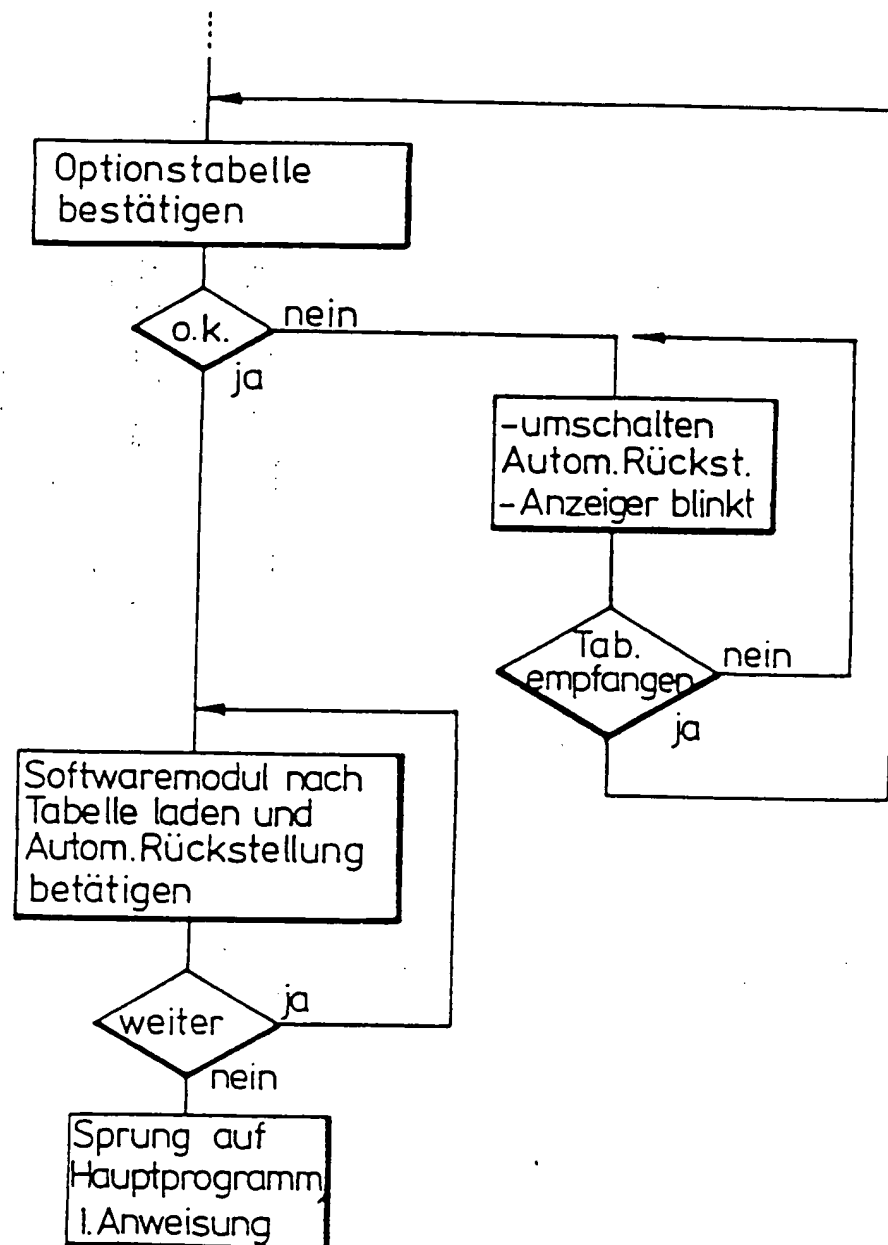 Optionstabelle
bestätigen
o.k.
nein
ja
-umschalten
Autom.Rückst.
-Anzeiger blinkt
Tab.
empfangen
nein
ja
Softwaremodul nach
Tabelle laden und
Autom.Rückstellung
betätigen
weiter
ja
nein
Sprung auf
Hauptprogramm
1.Anweisung